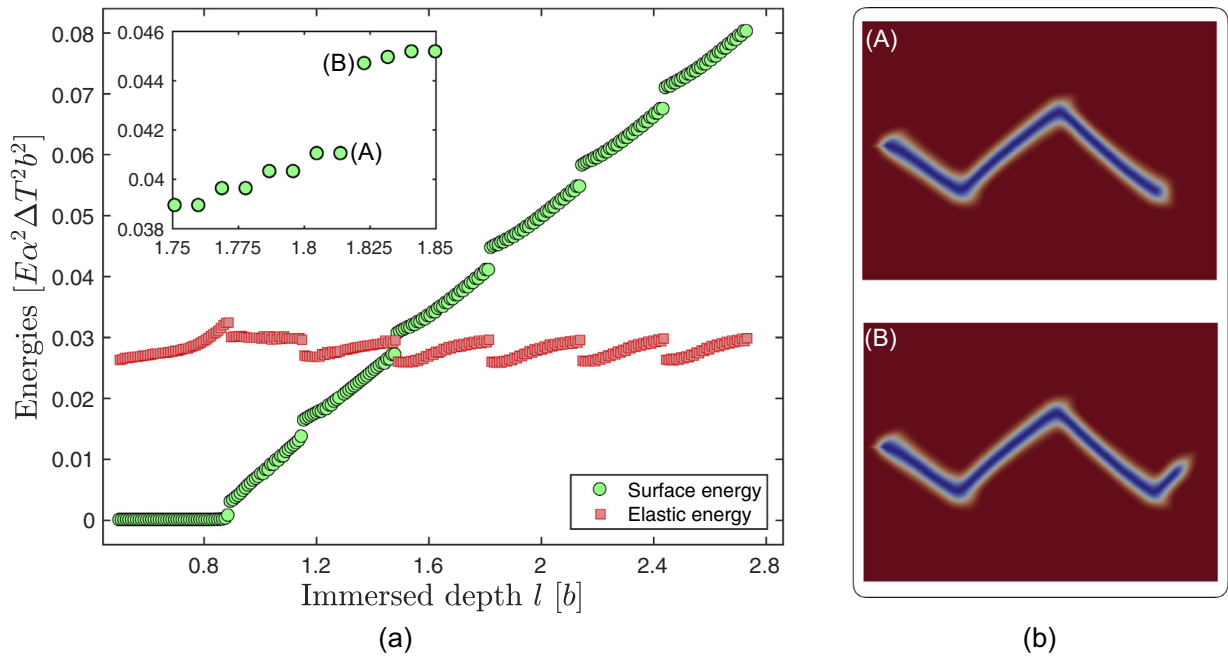 0.08
0.07
0.06
0.05
0.04
0.03
0.02
0.01
0
Energies [Eα²ΔT²b²]
0.046
0.044
0.042
0.04
0.038
1.75
1.775
1.8
1.825
1.85
(B)
(A)
Surface energy
Elastic energy
0.8
1.2
1.6
2
2.4
2.8
Immersed depth l [b]
(a)
(A)
(B)
(b)